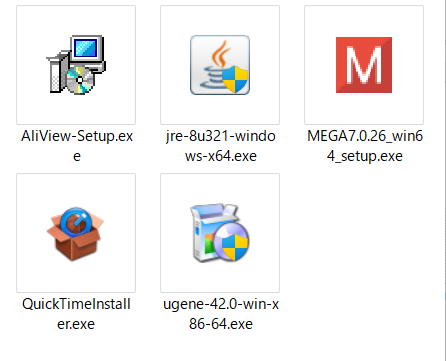 AliView-Setup.ex
e
jre-8u321-windo
ws-x64.exe
M
MEGA7.0.26_win6
4_setup.exe
QuickTimeInstall
er.exe
ugene-42.0-win-x
86-64.exe